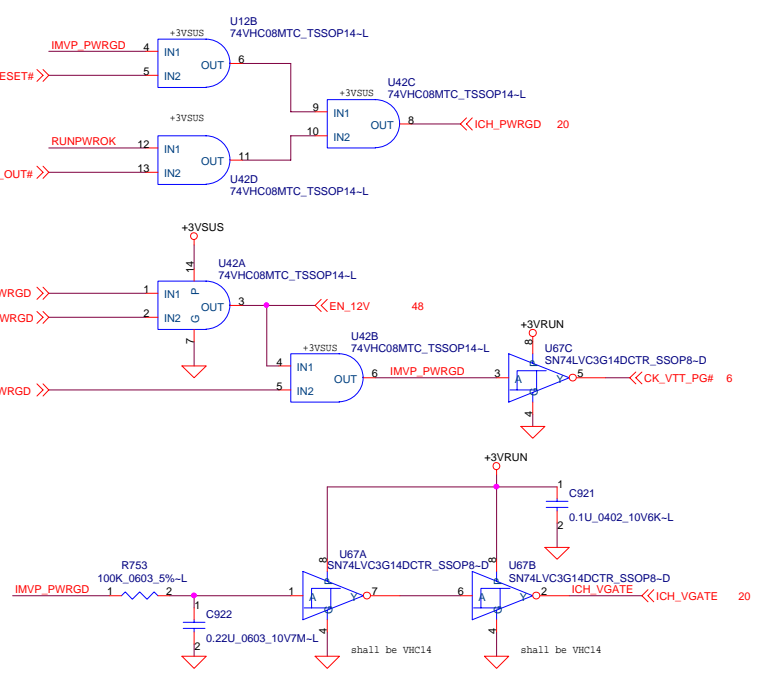 U12B
+3VSUS 74VHC08MTC_TSSOP14~L
IMVP_PWRGD 4 IN1
OUT 6
ESET# 5 IN2
U42C
+3VSUS 74VHC08MTC_TSSOP14~L
+3VSUS
9 IN1
OUT 8 ICH_PWRGD 20
10 IN2
RUNPWROK 12 IN1
OUT 11
_OUT# 13 IN2
U42D
74VHC08MTC_TSSOP14~L
+3VSUS
14
U42A
74VHC08MTC_TSSOP14~L
WRGD 1 IN1 P
OUT 3 EN_12V 48
WRGD 2 IN2 G
7
U42B
+3VSUS 74VHC08MTC_TSSOP14~L
+3VRUN
8
U67C
SN74LVC3G14DCTR_SSOP8~D
4 IN1
OUT 6 IMVP_PWRGD 3 A Y 5 CK_VTT_PG# 6
WRGD 5 IN2
P
G
4
+3VRUN
1
C921
0.1U_0402_10V6K~L
2
R753
100K_0603_5%~L
8
U67A
SN74LVC3G14DCTR_SSOP8~D
8
U67B
SN74LVC3G14DCTR_SSOP8~D
IMVP_PWRGD 1 2
1 A P Y G 7
6 A P Y G 2 ICH_VGATE ICH_VGATE 20
1
C922
0.22U_0603_10V7M~L
2
4
shall be VHC14
4
shall be VHC14